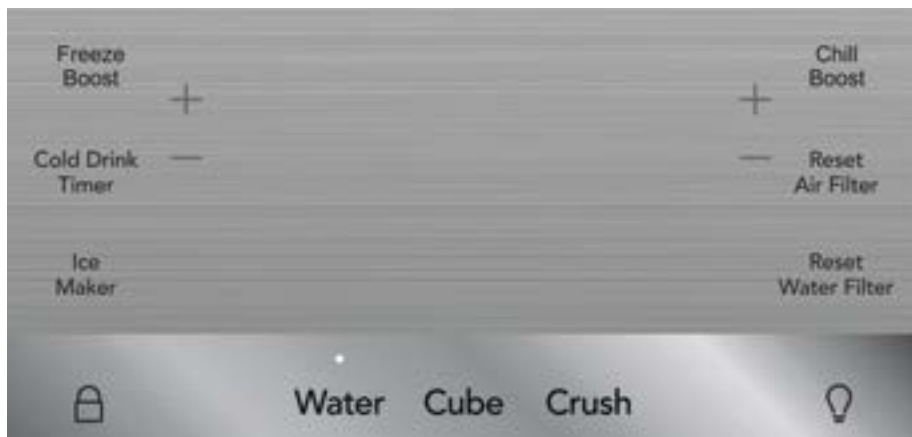 Freeze
Boost
+
Cold Drink
Timer
−
Ice
Maker
Chill
Boost
+
−
Reset
Air Filter
Reset
Water Filter
Water Cube Crush